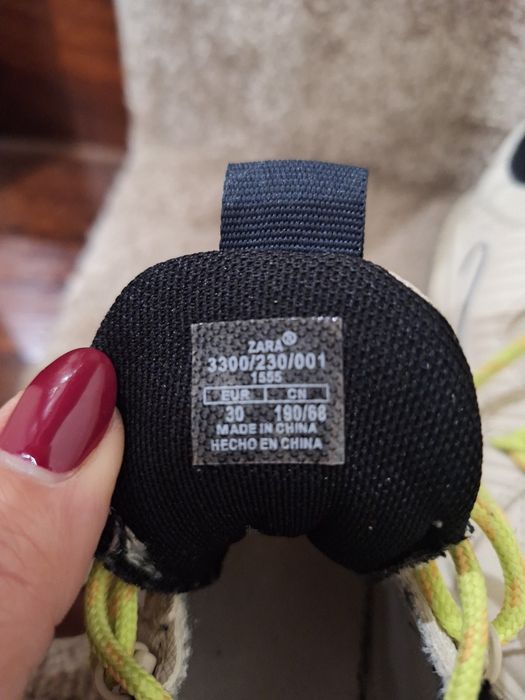 ZARA
3300/230/001
1555
EUR CN
30 190/66
MADE IN CHINA
HECHO EN CHINA